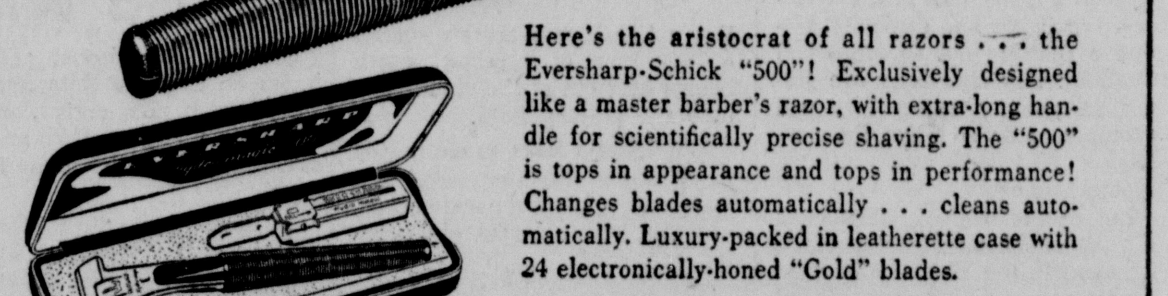 Here's the aristocrat of all razors . . . the
Eversharp-Schick "500"! Exclusively designed
like a master barber's razor, with extra-long han-
dle for scientifically precise shaving. The "500"
is tops in appearance and tops in performance!
Changes blades automatically . . . cleans auto-
matically. Luxury-packed in leatherette case with
24 electronically-honed "Gold" blades.
EVERSHARP